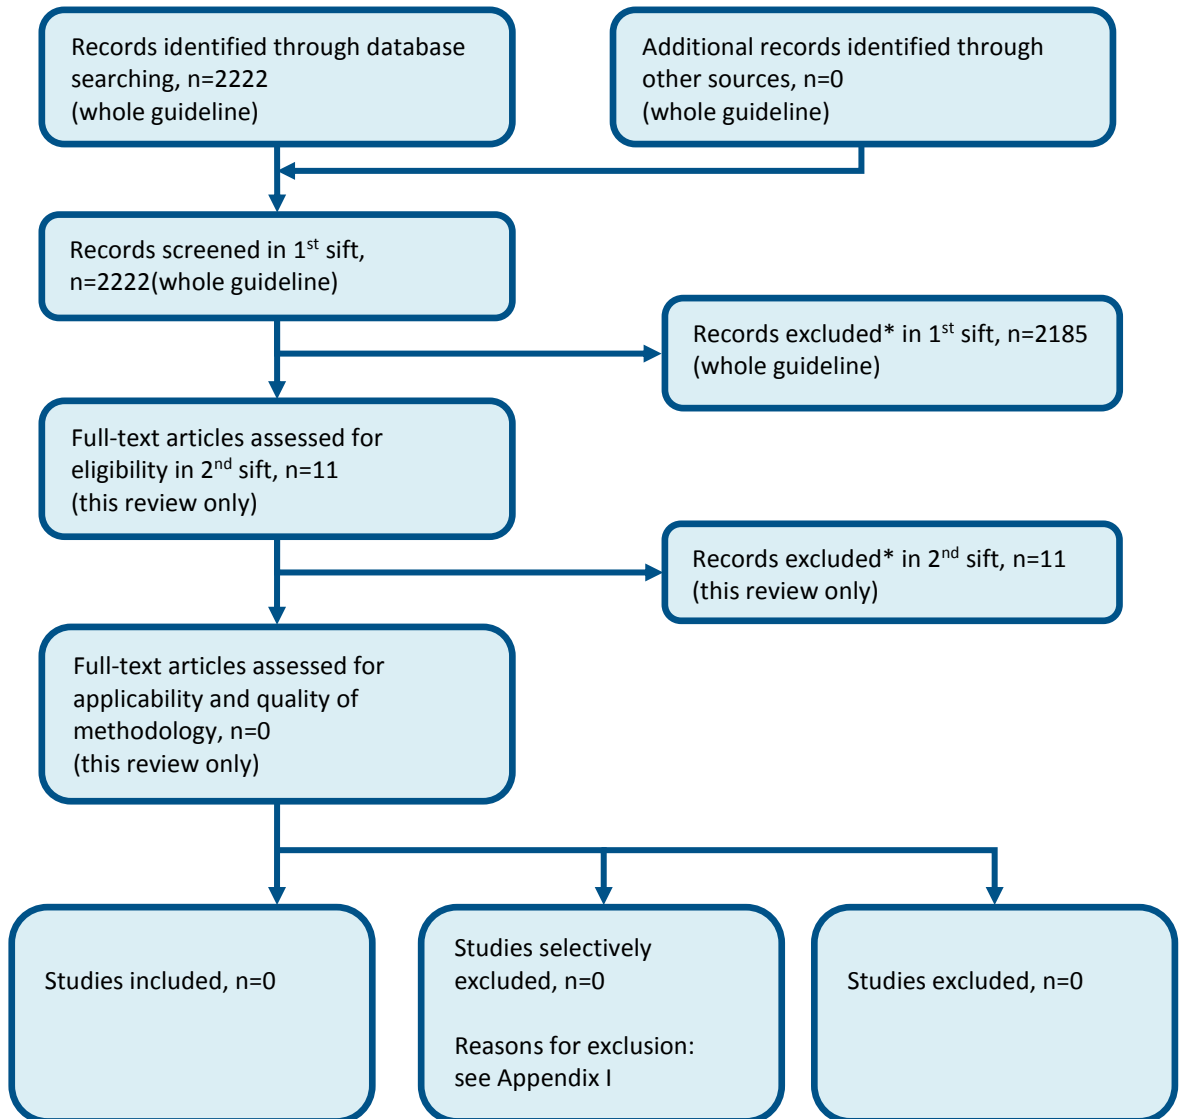 Records identified through database
searching, n=2222
(whole guideline)
Additional records identified through
other sources, n=0
(whole guideline)
Records screened in 1st sift,
n=2222(whole guideline)
Records excluded* in 1st sift, n=2185
(whole guideline)
Full-text articles assessed for
eligibility in 2nd sift, n=11
(this review only)
Records excluded* in 2nd sift, n=11
(this review only)
Full-text articles assessed for
applicability and quality of
methodology, n=0
(this review only)
Studies included, n=0
Studies selectively
excluded, n=0
Reasons for exclusion:
see Appendix I
Studies excluded, n=0